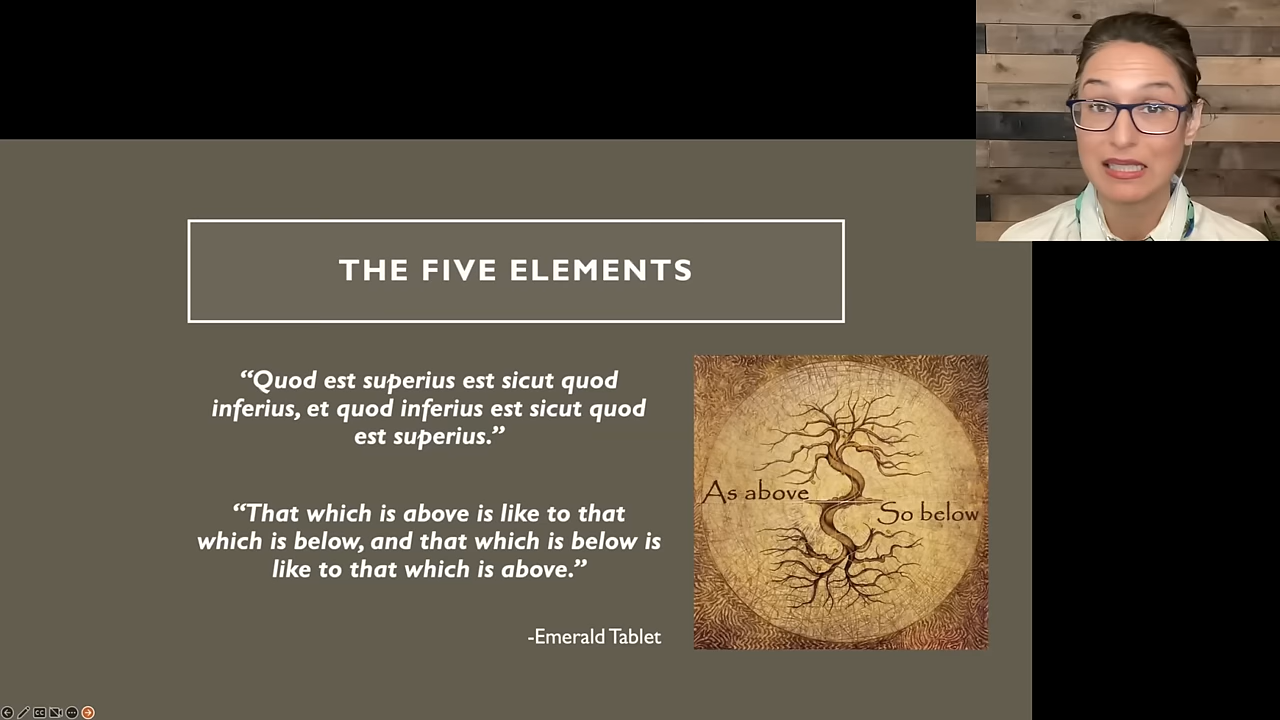 THE FIVE ELEMENTS
“Quod est superius est sicut quod
inferius, et quod inferius est sicut quod
est superius.”
“That which is above is like to that
which is below, and that which is below is
like to that which is above.”
-Emerald Tablet
As above
So below
CC